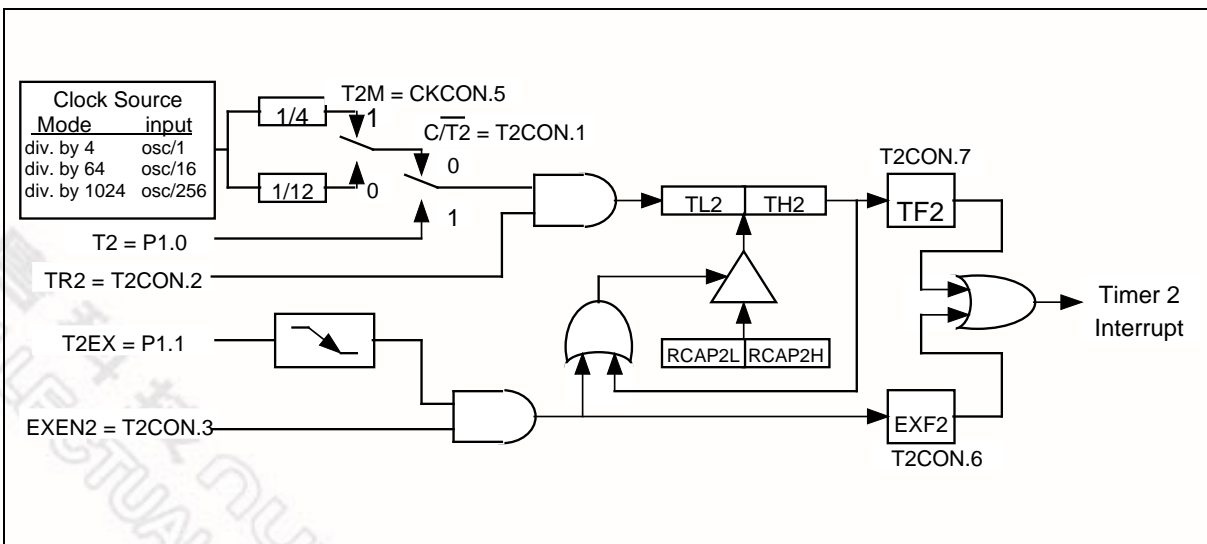 Clock Source
Mode input
div. by 4 osc/1
div. by 64 osc/16
div. by 1024 osc/256
1/4
1/12
T2M = CKCON.5
1
0
C/T2 = T2CON.1
0
1
T2 = P1.0
TR2 = T2CON.2
T2EX = P1.1
EXEN2 = T2CON.3
TL2 TH2
RCAP2L RCAP2H
T2CON.7
TF2
EXF2
T2CON.6
Timer 2
Interrupt